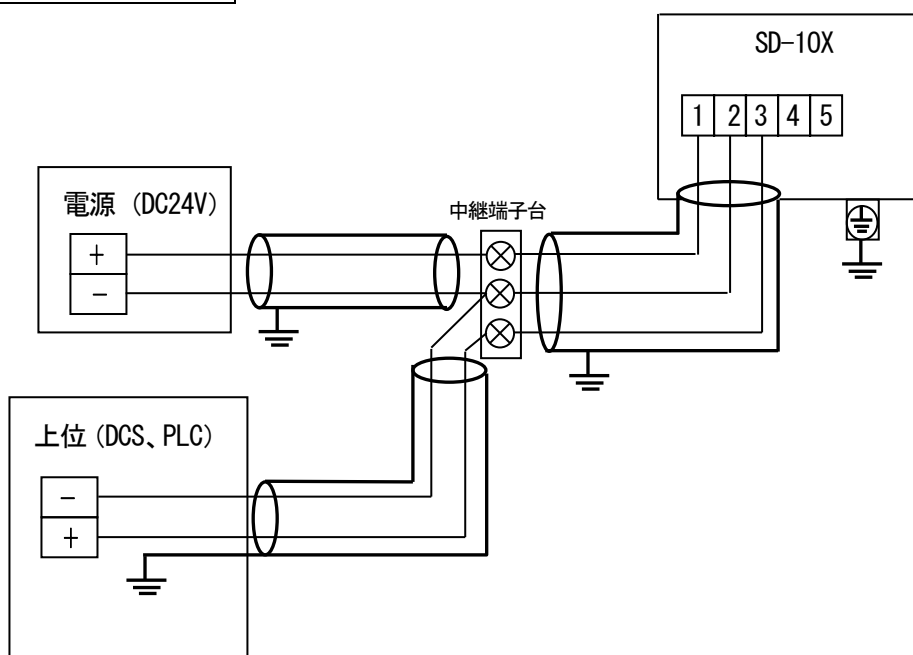 SD-10X
1 2 3 4 5
電源 (DC24V)
+
-
中継端子台
上位(DCS、PLC)
-
+